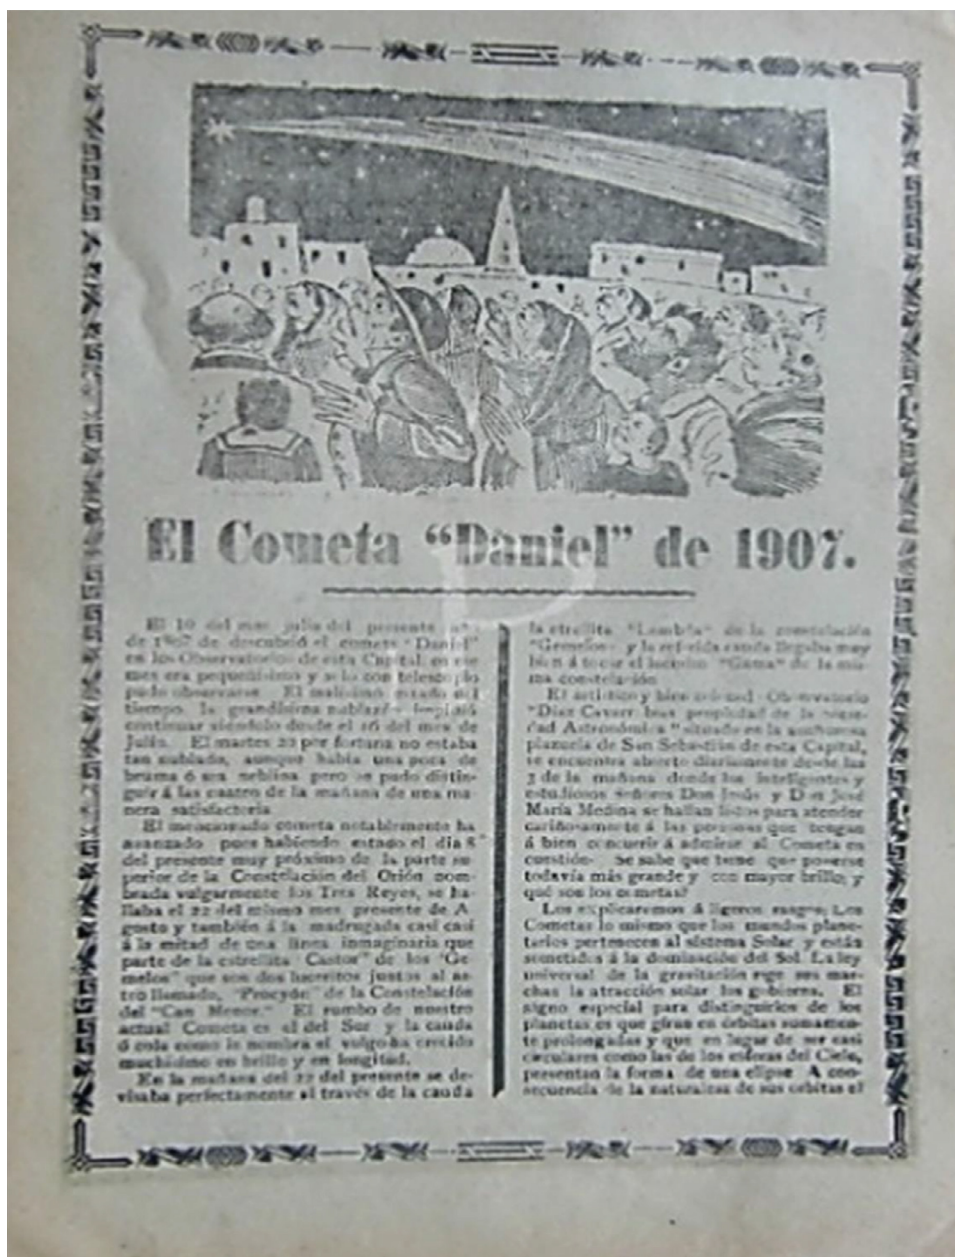 El Cometa "Daniel" de 1907.
El 10 del mes julio del presente
de 1907 de descubrió el cometa "Daniel"
en los Observatorios de esta Capital, en ese
mes era pequeñísimo y solo con telescopio
pudo observarse. El malísimo estado del
tiempo, la grandísima nublazón impidió
continuar viéndolo desde el 16 del mes de
Julio. El martes 22 por fortuna no estaba
tan nublado, aunque había una poca de
bruma ó sea neblina pero se pudo distin-
guir á las cuatro de la mañana de una ma-
nera satisfactoria
El mencionado cometa notablemente ha
avanzado pues habiendo estado el dia 8
del presente muy próximo de la parte su-
perior de la Constelación del Orión nom-
brada vulgarmente los Tres Reyes, se ha-
llaba el 22 del mismo mes presente de A
gosto y también á la madrugada casi casi
á la mitad de una línea inmaginaria que
parte de la estrellita "Castor" de los "Ge-
melos" que son dos luceritos juntos al as-
tro llamado, "Procyón" de la Constelación
del "Can Menor." El rumbo de nuestro
actual Cometa es el del Sur y la cauda
ó cola como le nombra el vulgo ha crecido
muchísimo en brillo y en longitud.
En la mañana del 22 del presente se de-
visaba perfectamente al través de la cauda
la etrellita "Lambda" de la constelación
"Gemelos" y la referida cauda llegaba muy
bien á tocar el lucecito "Gama" de la mis-
ma constelación
El artístico y bien Observatorio
"Diaz Covarrubias propiedad de la Socie-
dad Astronómica" situado en la anchurosa
plazuela de San Sebastián de esta Capital,
se encuentra abierto diariamente desde las
3 de la mañana donde los inteligentes y
estudiosos señores Don Jesús y Don José
María Medina se hallan listos para atender
cariñosamente á las personas que tengan
á bien concurrir á admirar al Cometa en
cuestión. Se sabe que tiene que ponerse
todavía más grande y con mayor brillo; y
qué son los cometas?
Los explicaremos á ligeros rasgos; Los
Cometas lo mismo que los mundos plane-
tarios pertenecen al sistema Solar y están
sometidos á la dominación del Sol. La ley
universal de la gravitación rige sus mar-
chas la atracción solar los gobierna. El
signo especial para distinguirlos de los
planetas es que giran en órbitas sumamen-
te prolongadas y que en lugar de ser casi
circulares como las de los esferas del Cielo,
presentan la forma de una elipse A con-
secuencia de la naturaleza de sus orbitas el